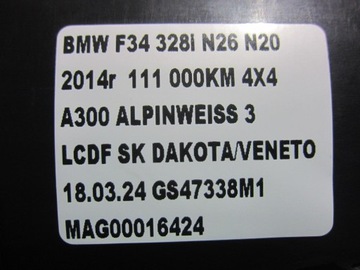 BMW F34 328I N26 N20
2014r 111 000KM 4X4
A300 ALPINWEISS 3
LCDF SK DAKOTA/VENETO
18.03.24 GS47338M1
MAG00016424